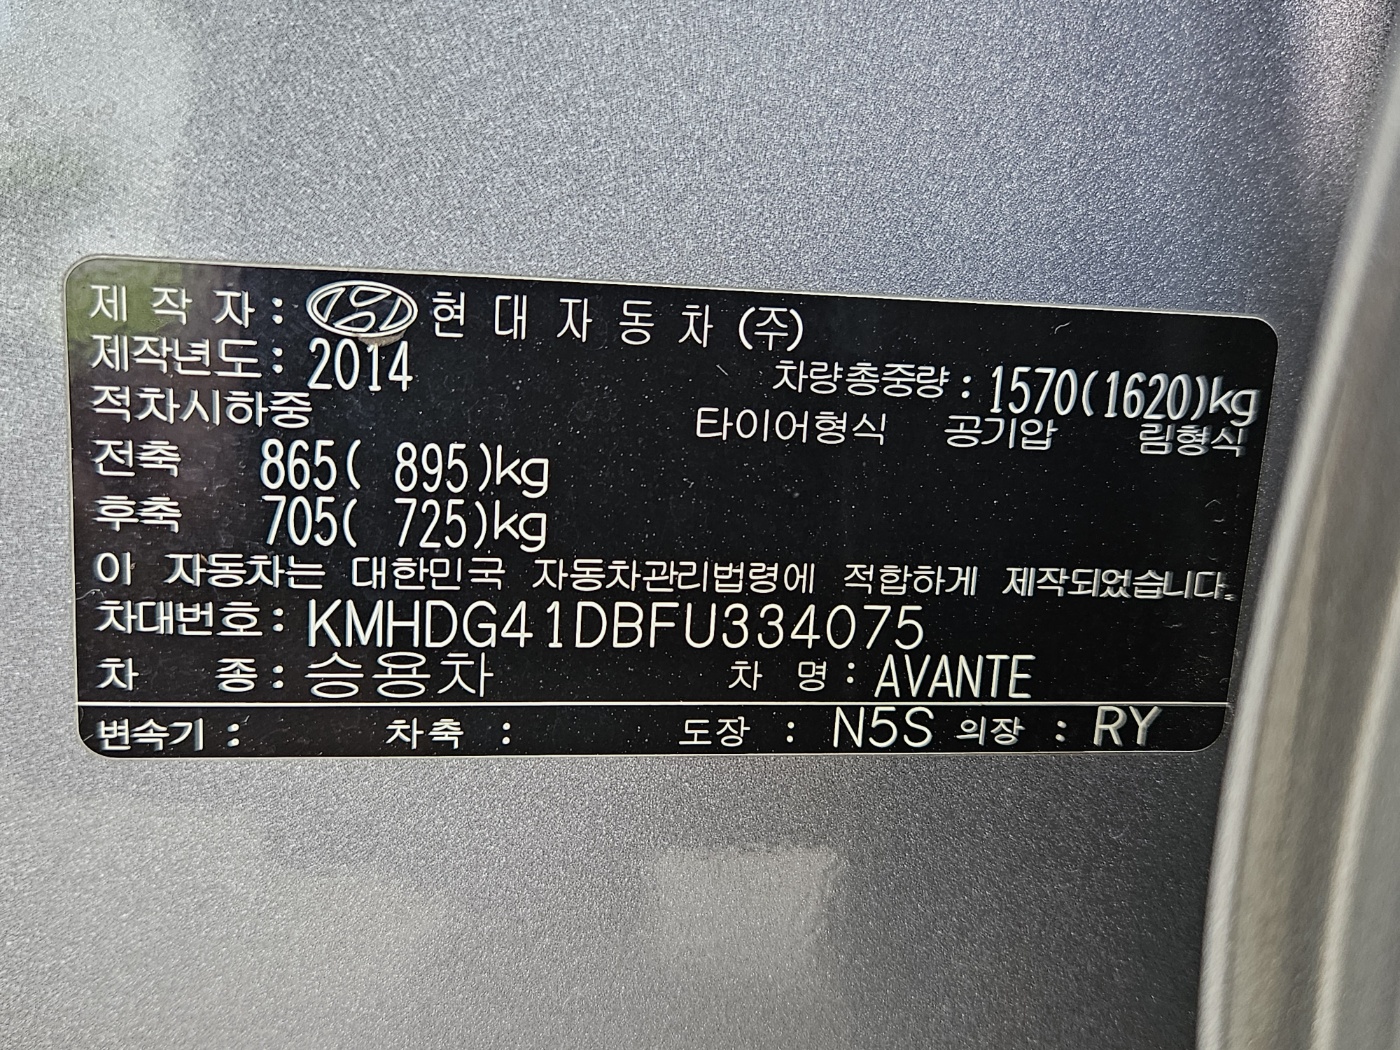 제 작 자 : 현 대 자 동 차 (주)
제작년도 : 2014
차량총중량 : 1570(1620)kg
적차시하중
타이어형식 공기압 림형식
전축 865( 895)kg
후축 705( 725)kg
이 자동차는 대한민국 자동차관리법령에 적합하게 제작되었습니다.
차대번호 : KMHDG41DBFU334075
차 종 : 승용차 차 명 : AVANTE
변속기 : 차축 : 도장 : N5S 의장 : RY